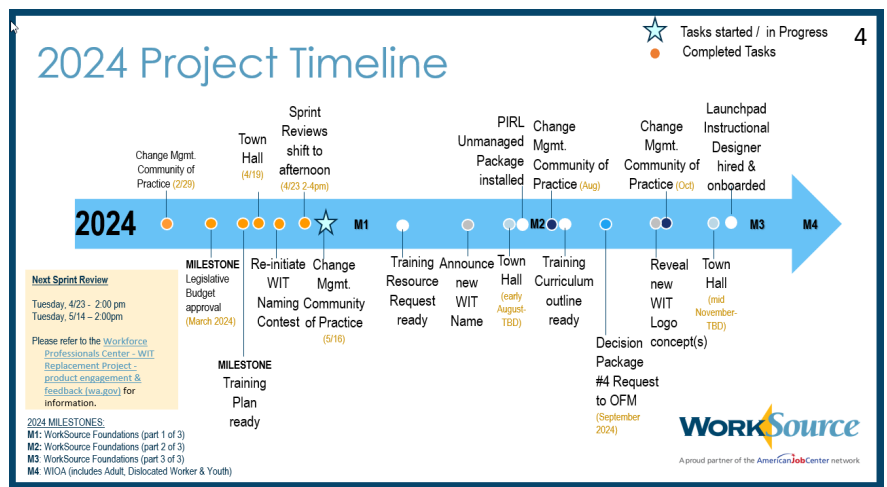 Tasks started / in Progress
Completed Tasks
4
2024 Project Timeline
Change Mgmt.
Community of
Practice (2/29)
Town
Hall
(4/19)
Sprint
Reviews
shift to
afternoon
(4/23 2-4pm)
PIRL
Unmanaged
Package
installed
Change
Mgmt.
Community of
Practice (Aug)
Change
Mgmt.
Community of
Practice (Oct)
Launchpad
Instructional
Designer
hired &
onboarded
2024
M1
M2
M3
M4
MILESTONE
Legislative
Budget
approval
(March 2024)
MILESTONE
Training
Plan
ready
Re-initiate
WIT
Naming
Contest
Change
Mgmt.
Community
of Practice
(5/16)
Training
Resource
Request
ready
Announce
new
WIT
Name
Town
Hall
(early
August-
TBD)
Training
Curriculum
outline
ready
Decision
Package
#4 Request
to OFM
(September
2024)
Reveal
new
WIT
Logo
concept(s)
Town
Hall
(mid
November-
TBD)
Next Sprint Review
Tuesday, 4/23 - 2:00 pm
Tuesday, 5/14 – 2:00pm
Please refer to the Workforce
Professionals Center - WIT
Replacement Project -
product engagement &
feedback (wa.gov) for
information.
2024 MILESTONES:
M1: WorkSource Foundations (part 1 of 3)
M2: WorkSource Foundations (part 2 of 3)
M3: WorkSource Foundations (part 3 of 3)
M4: WIOA (includes Adult, Dislocated Worker & Youth)
WorkSource
A proud partner of the AmericanJobCenter network